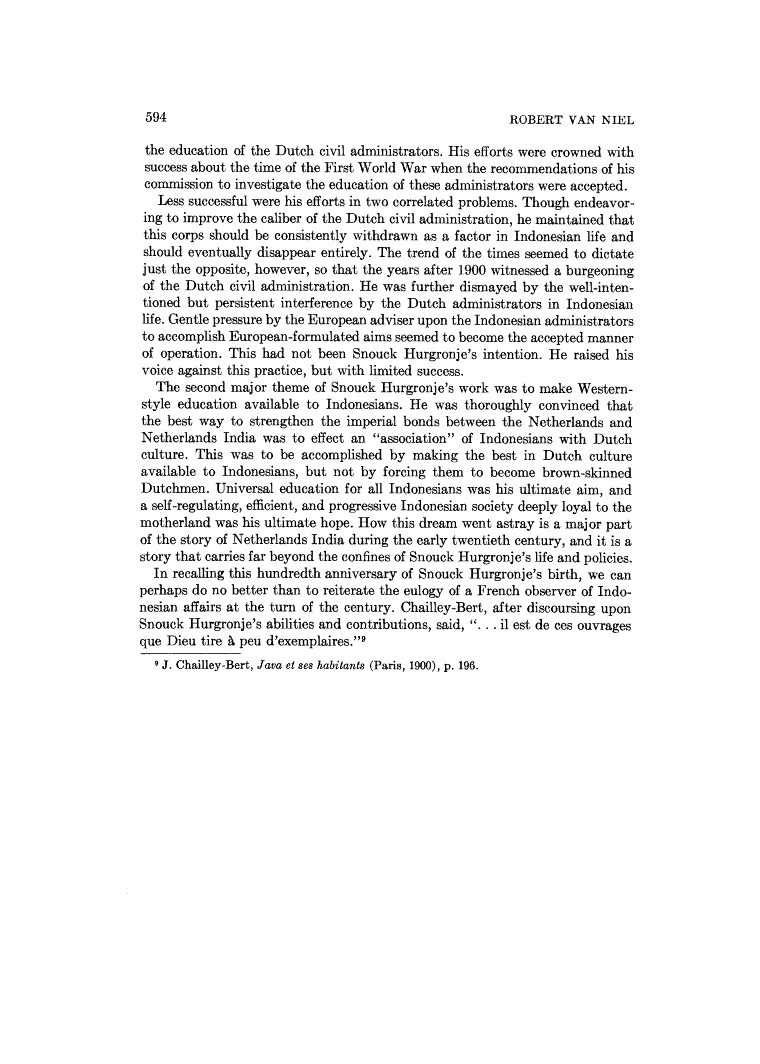 594
ROBERT VAN NIEL
the education of the Dutch civil administrators. His efforts were crowned with
success about the time of the First World War when the recommendations of his
commission to investigate the education of these administrators were accepted.
Less successful were his efforts in two correlated problems. Though endeavor-
ing to improve the caliber of the Dutch civil administration, he maintained that
this corps should be consistently withdrawn as a factor in Indonesian life and
should eventually disappear entirely. The trend of the times seemed to dictate
just the opposite, however, so that the years after 1900 witnessed a burgeoning
of the Dutch civil administration. He was further dismayed by the well-inten-
tioned but persistent interference by the Dutch administrators in Indonesian
life. Gentle pressure by the European adviser upon the Indonesian administrators
to accomplish European-formulated aims seemed to become the accepted manner
of operation. This had not been Snouck Hurgronje's intention. He raised his
voice against this practice, but with limited success.
The second major theme of Snouck Hurgronje's work was to make Western-
style education available to Indonesians. He was thoroughly convinced that
the best way to strengthen the imperial bonds between the Netherlands and
Netherlands India was to effect an “association” of Indonesians with Dutch
culture. This was to be accomplished by making the best in Dutch culture
available to Indonesians, but not by forcing them to become brown-skinned
Dutchmen. Universal education for all Indonesians was his ultimate aim, and
a self-regulating, efficient, and progressive Indonesian society deeply loyal to the
motherland was his ultimate hope. How this dream went astray is a major part
of the story of Netherlands India during the early twentieth century, and it is a
story that carries far beyond the confines of Snouck Hurgronje's life and policies.
In recalling this hundredth anniversary of Snouck Hurgronje's birth, we can
perhaps do no better than to reiterate the eulogy of a French observer of Indo-
nesian affairs at the turn of the century. Chailley-Bert, after discoursing upon
Snouck Hurgronje's abilities and contributions, said, “. . . il est de ces ouvrages
que Dieu tire à peu d'exemplaires.”⁹
⁹ J. Chailley-Bert, Java et ses habitants (Paris, 1900), p. 196.